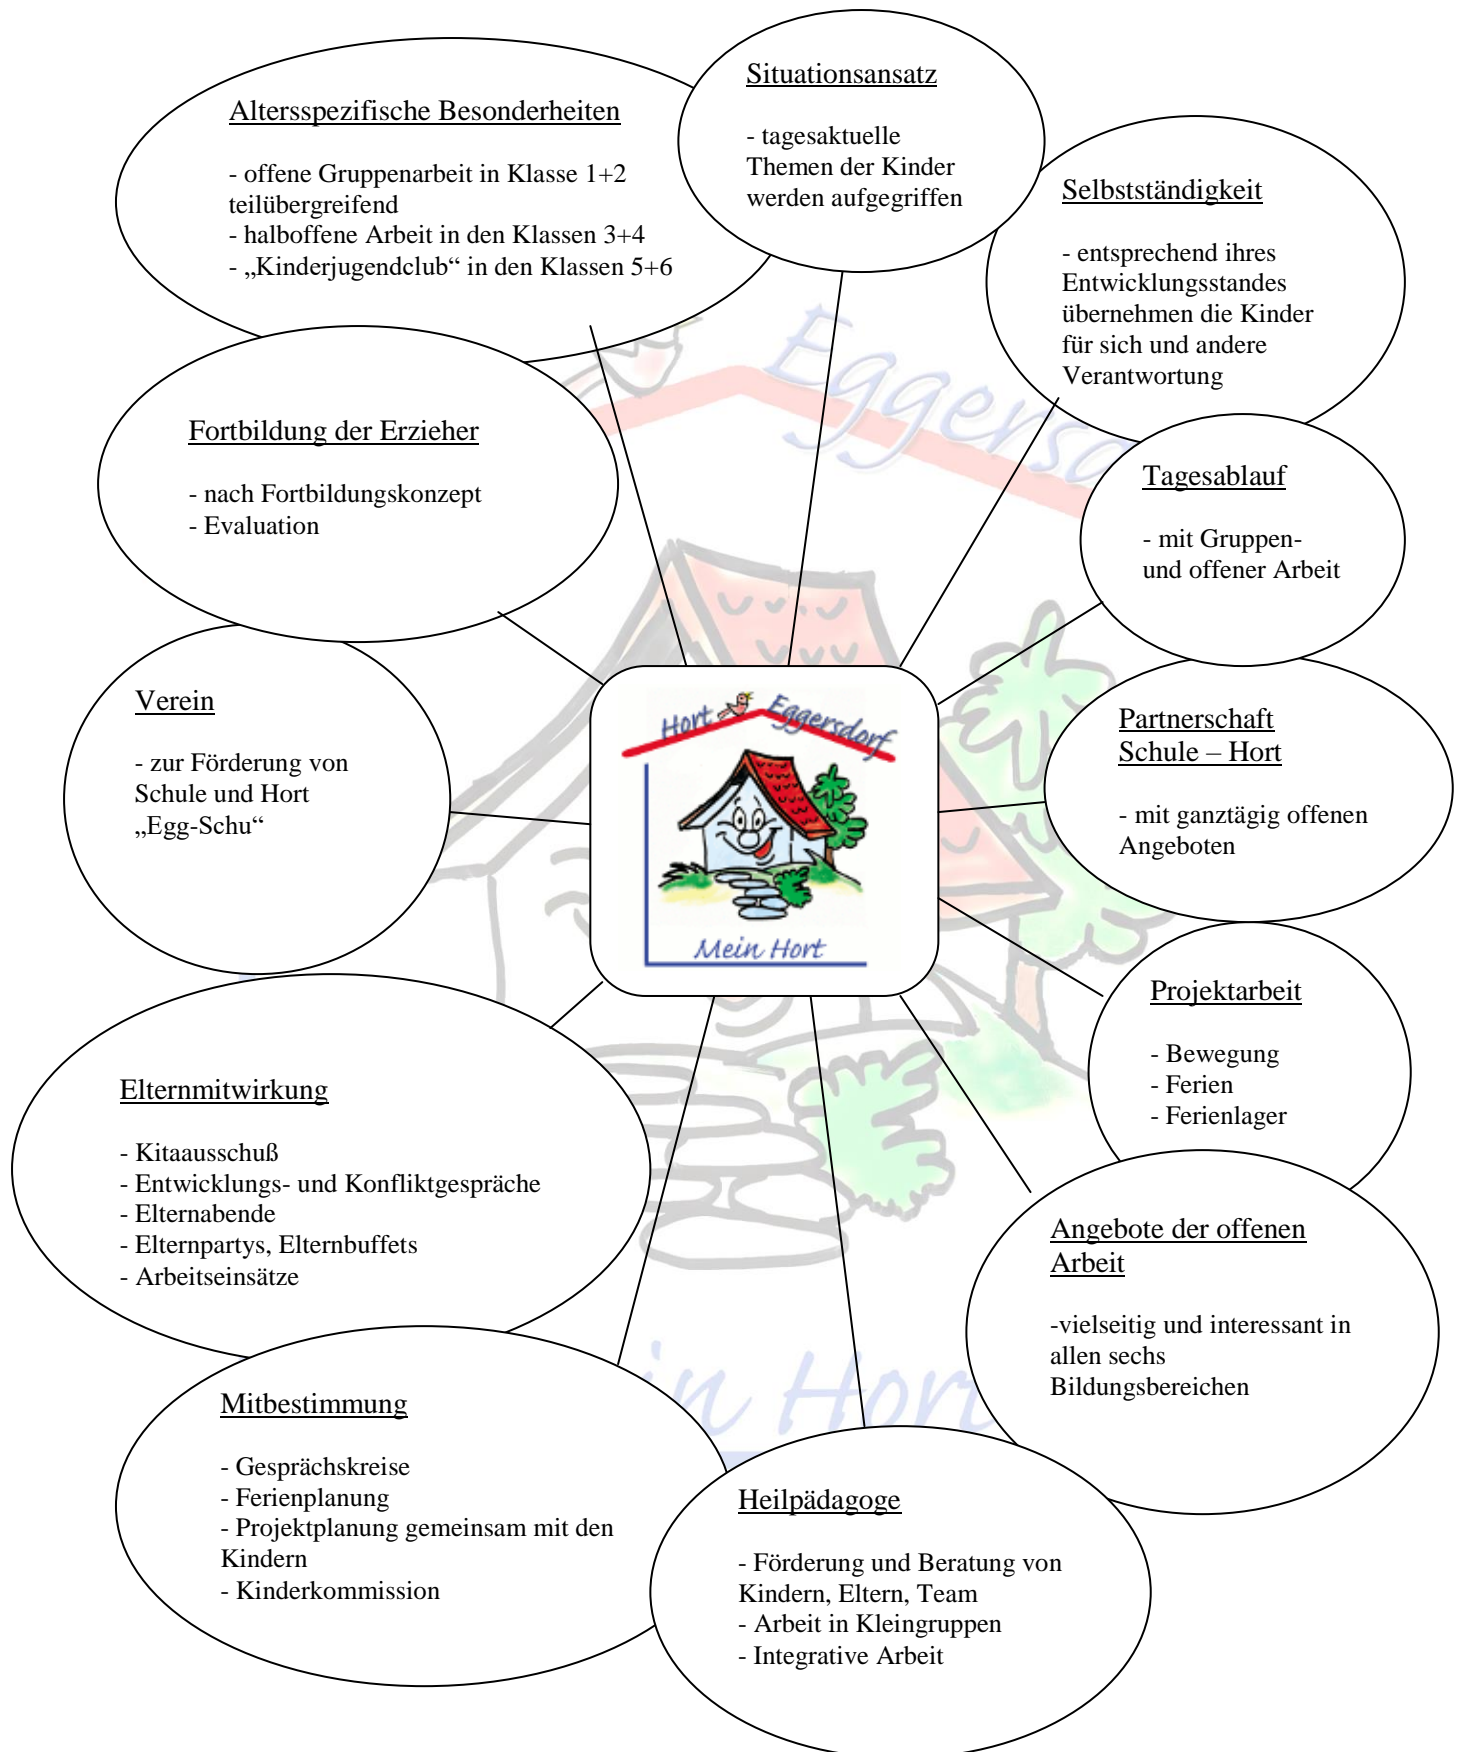 Altersspezifische Besonderheiten
- offene Gruppenarbeit in Klasse 1+2
teilübergreifend
- halboffene Arbeit in den Klassen 3+4
- „Kinderjugendclub“ in den Klassen 5+6
Situationsansatz
- tagesaktuelle
Themen der Kinder
werden aufgegriffen
Selbstständigkeit
- entsprechend ihres
Entwicklungsstandes
übernehmen die Kinder
für sich und andere
Verantwortung
Eggersd
Fortbildung der Erzieher
- nach Fortbildungskonzept
- Evaluation
Tagesablauf
- mit Gruppen-
und offener Arbeit
Verein
- zur Förderung von
Schule und Hort
„Egg-Schu“
Hort Eggersdorf
Mein Hort
Partnerschaft
Schule – Hort
- mit ganztägig offenen
Angeboten
Projektarbeit
- Bewegung
- Ferien
- Ferienlager
Elternmitwirkung
- Kitaausschuß
- Entwicklungs- und Konfliktgespräche
- Elternabende
- Elternpartys, Elternbuffets
- Arbeitseinsätze
Angebote der offenen
Arbeit
-vielseitig und interessant in
allen sechs
Bildungsbereichen
in Hort
Mitbestimmung
- Gesprächskreise
- Ferienplanung
- Projektplanung gemeinsam mit den
Kindern
- Kinderkommission
Heilpädagoge
- Förderung und Beratung von
Kindern, Eltern, Team
- Arbeit in Kleingruppen
- Integrative Arbeit